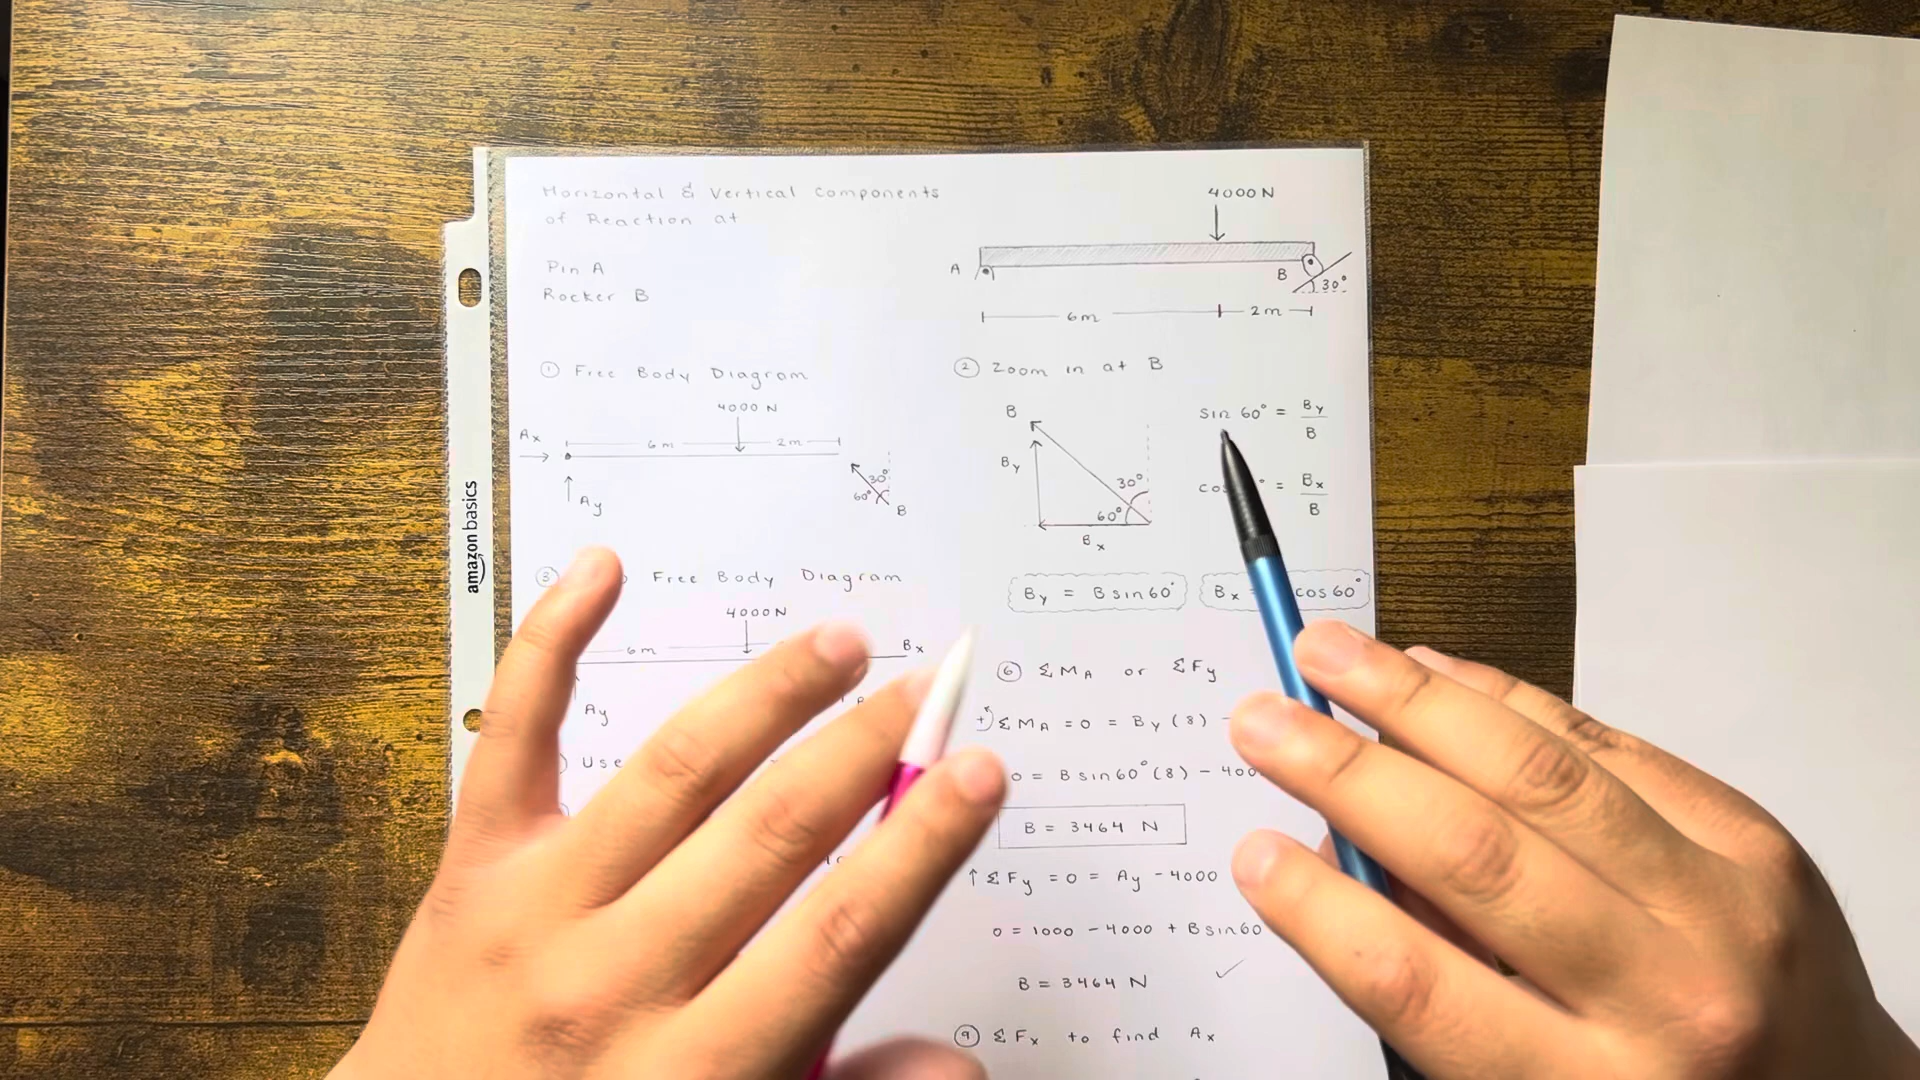 Horizontal & Vertical Components
of Reaction at
Pin A
Rocker B
4000 N
A
B
30°
6m
2m
① Free Body Diagram
4000 N
Ax
6m
2m
Ay
30°
60°
B
② Zoom in at B
B
By
30°
60°
Bx
sin 60° = By / B
= Bx / B
By = B sin 60°
Bx
cos 60°
③ Free Body Diagram
4000 N
6m
Bx
Ay
Use
⑥ ΣMA or ΣFy
+ ΣMA = 0 = By (8) -
0 = B sin 60° (8) -
B = 3464 N
↑ ΣFy = 0 = Ay - 4000
0 = 1000 - 4000 + B sin 60
B = 3464 N ✓
⑨ ΣFx to find Ax
amazon basics